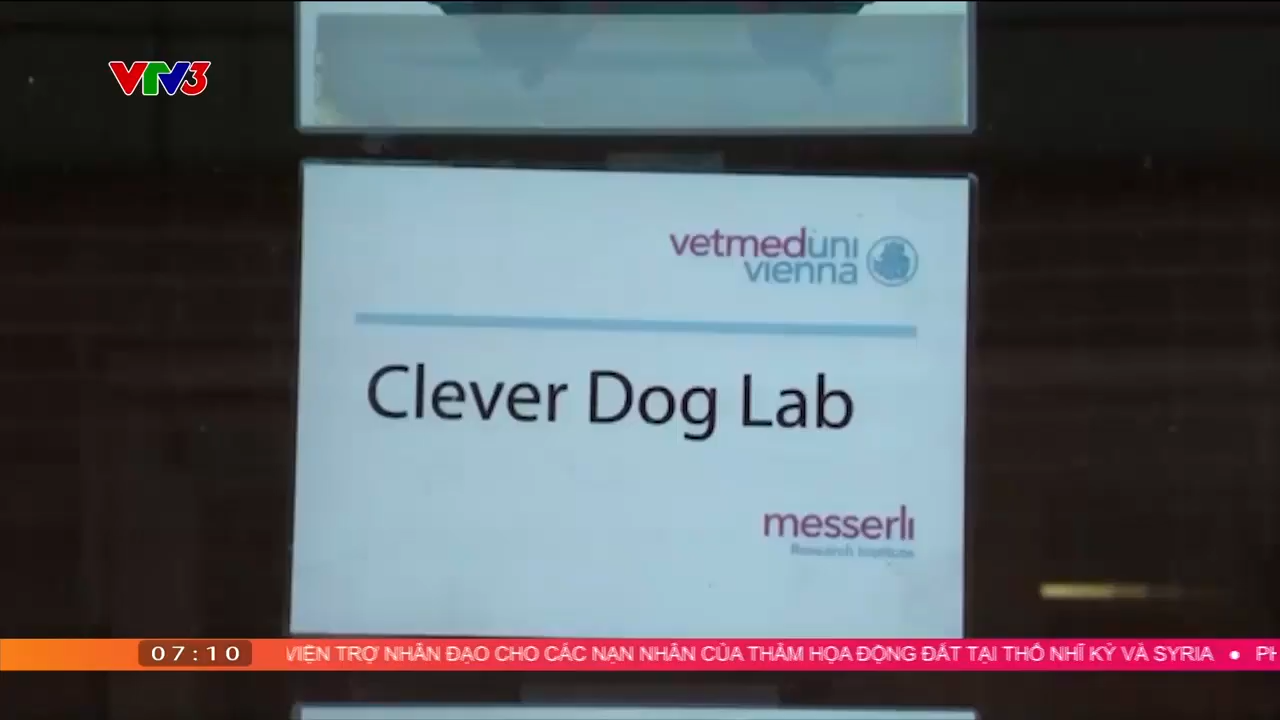 VTV3
vetmeduni
vienna
Clever Dog Lab
messerli
Research Institute
07:10
VIỆN TRỢ NHÂN ĐẠO CHO CÁC NẠN NHÂN CỦA THẢM HỌA ĐỘNG ĐẤT TẠI THỔ NHĨ KỲ VÀ SYRIA • PH